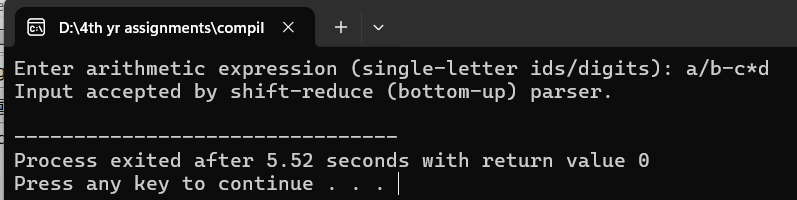 D:\4th yr assignments\compil
Enter arithmetic expression (single-letter ids/digits): a/b-c*d
Input accepted by shift-reduce (bottom-up) parser.
--------------------------------
Process exited after 5.52 seconds with return value 0
Press any key to continue . . .